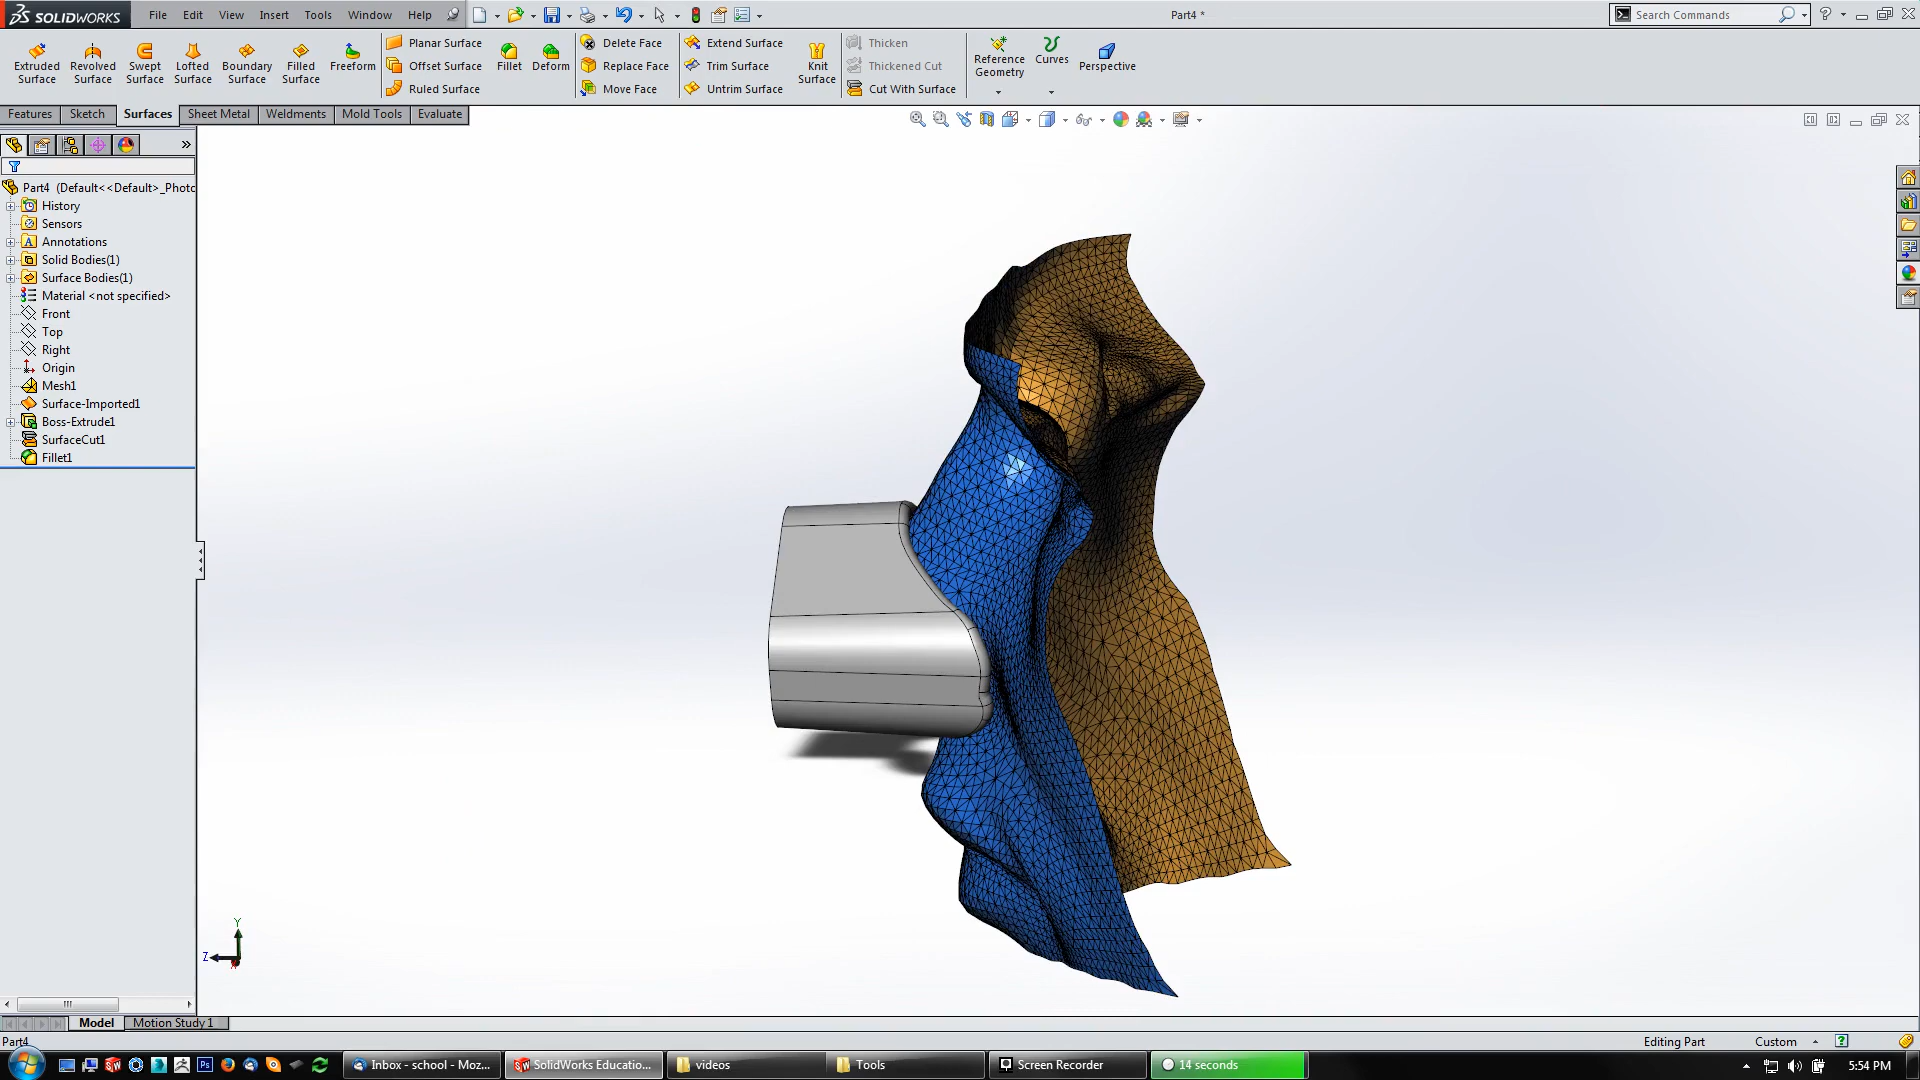 SOLIDWORKS File Edit View Insert Tools Window Help Part4 * Search Commands
Extruded Surface
Revolved Surface
Swept Surface
Lofted Surface
Boundary Surface
Filled Surface
Freeform
Planar Surface
Offset Surface
Ruled Surface
Fillet
Deform
Delete Face
Replace Face
Move Face
Extend Surface
Trim Surface
Untrim Surface
Knit Surface
Thicken
Thickened Cut
Cut With Surface
Reference Geometry
Curves
Perspective
Features Sketch Surfaces Sheet Metal Weldments Mold Tools Evaluate
Part4 (Default<<Default>_Photo
History
Sensors
Annotations
Solid Bodies(1)
Surface Bodies(1)
Material <not specified>
Front
Top
Right
Origin
Mesh1
Surface-Imported1
Boss-Extrude1
SurfaceCut1
Fillet1
Y
Z
X
Model Motion Study 1
Part4 Editing Part Custom
Inbox - school - Moz... SolidWorks Educatio... videos Tools Screen Recorder 14 seconds 5:54 PM